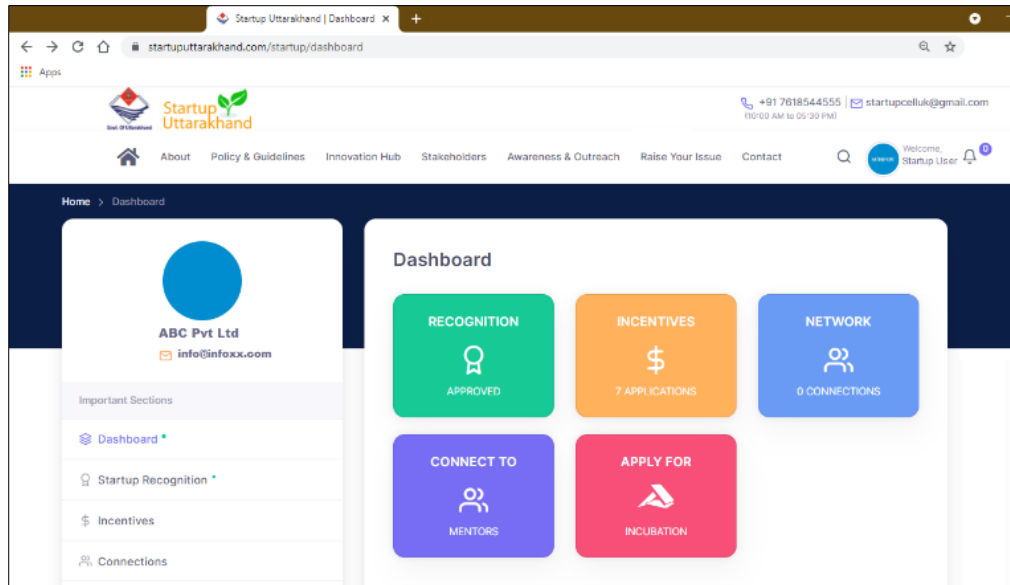 Startup Uttarakhand | Dashboard
startuputtarakhand.com/startup/dashboard
Apps
Govt. Of Uttarakhand
Startup
Uttarakhand
+91 7618544555 | startupcelluk@gmail.com
(10:00 AM to 05:30 PM)
About Policy & Guidelines Innovation Hub Stakeholders Awareness & Outreach Raise Your Issue Contact
Welcome,
Startup User
0
Home > Dashboard
ABC Pvt Ltd
info@infoxx.com
Important Sections
Dashboard
Startup Recognition
Incentives
Connections
Dashboard
RECOGNITION
APPROVED
INCENTIVES
7 APPLICATIONS
NETWORK
0 CONNECTIONS
CONNECT TO
MENTORS
APPLY FOR
INCUBATION